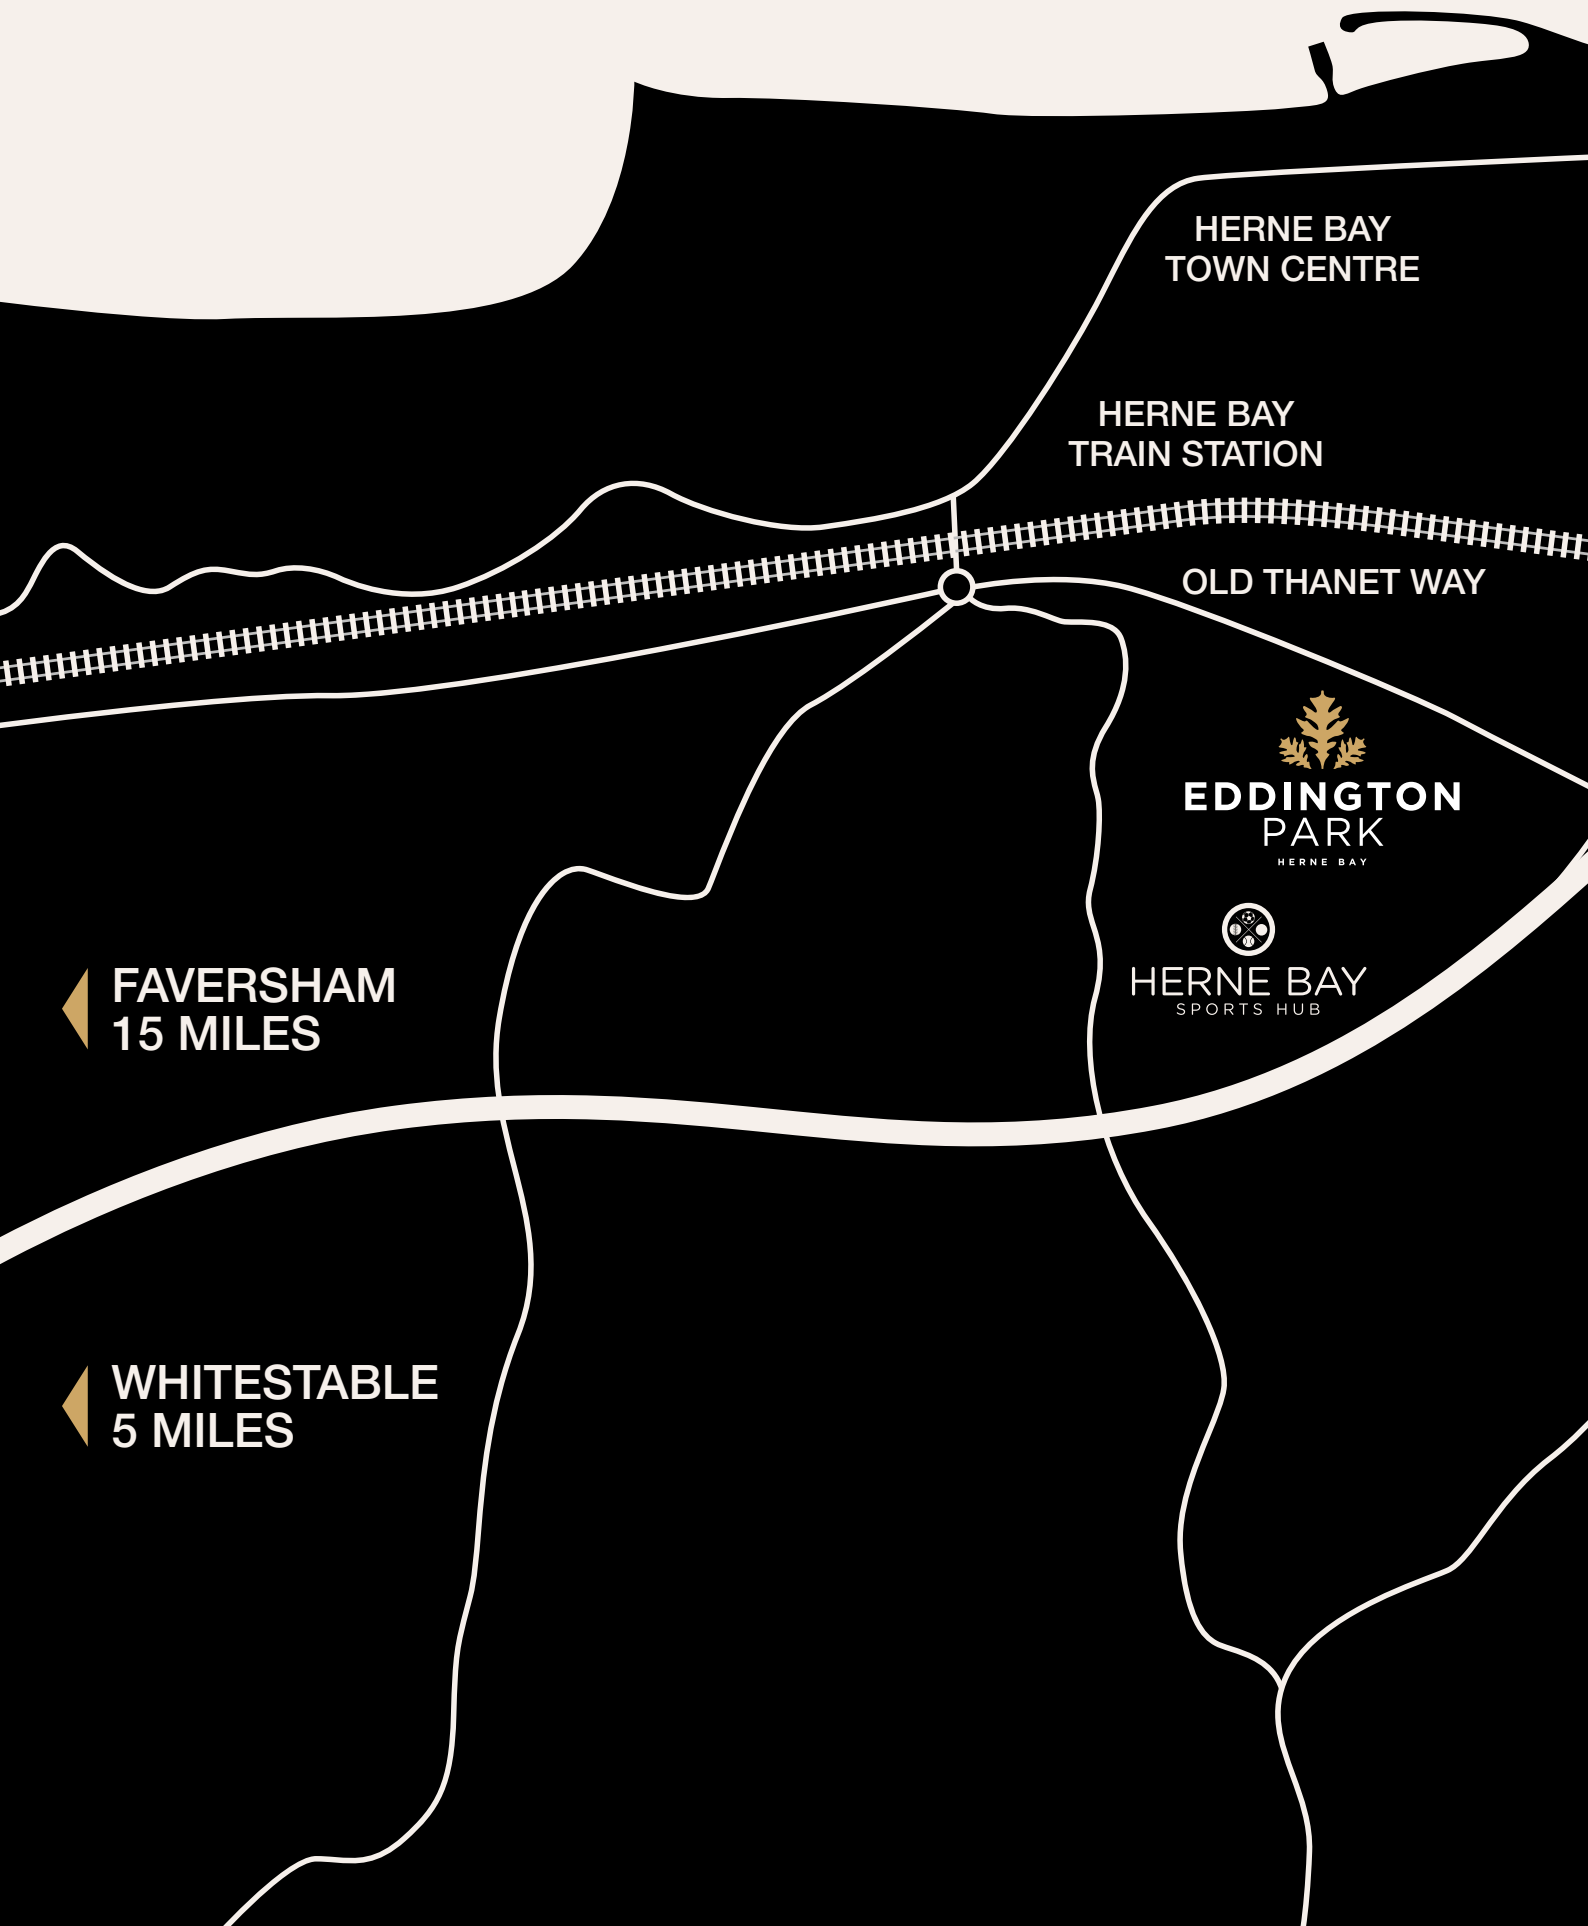 HERNE BAY
TOWN CENTRE
HERNE BAY
TRAIN STATION
OLD THANET WAY
EDDINGTON
PARK
HERNE BAY
HERNE BAY
SPORTS HUB
FAVERSHAM
15 MILES
WHITESTABLE
5 MILES